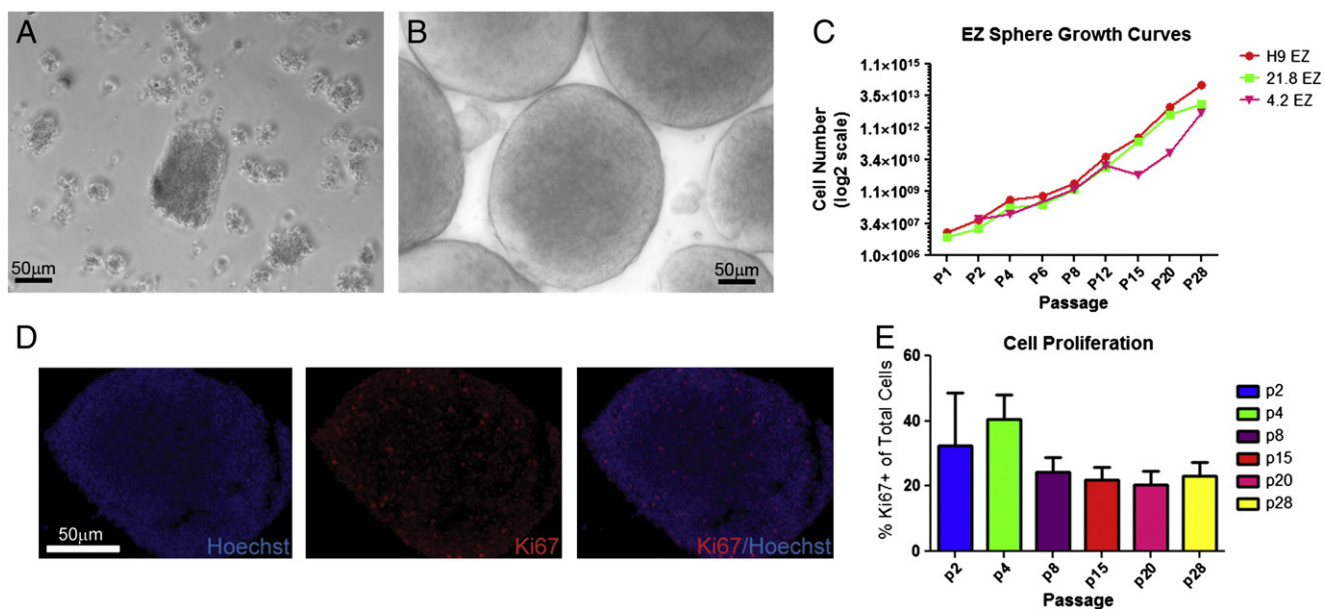 A
50μm
B
50μm
C
EZ Sphere Growth Curves
1.1×10¹⁵
3.5×10¹³
1.1×10¹²
3.4×10¹⁰
1.1×10⁰⁹
3.4×10⁰⁷
1.0×10⁰⁶
Cell Number
(log2 scale)
P1
P2
P4
P6
P8
P12
P15
P20
P28
Passage
H9 EZ
21.8 EZ
4.2 EZ
D
50μm
Hoechst
Ki67
Ki67/Hoechst
E
Cell Proliferation
60
40
20
0
% Ki67+ of Total Cells
p2
p4
p8
p15
p20
p28
Passage
p2
p4
p8
p15
p20
p28